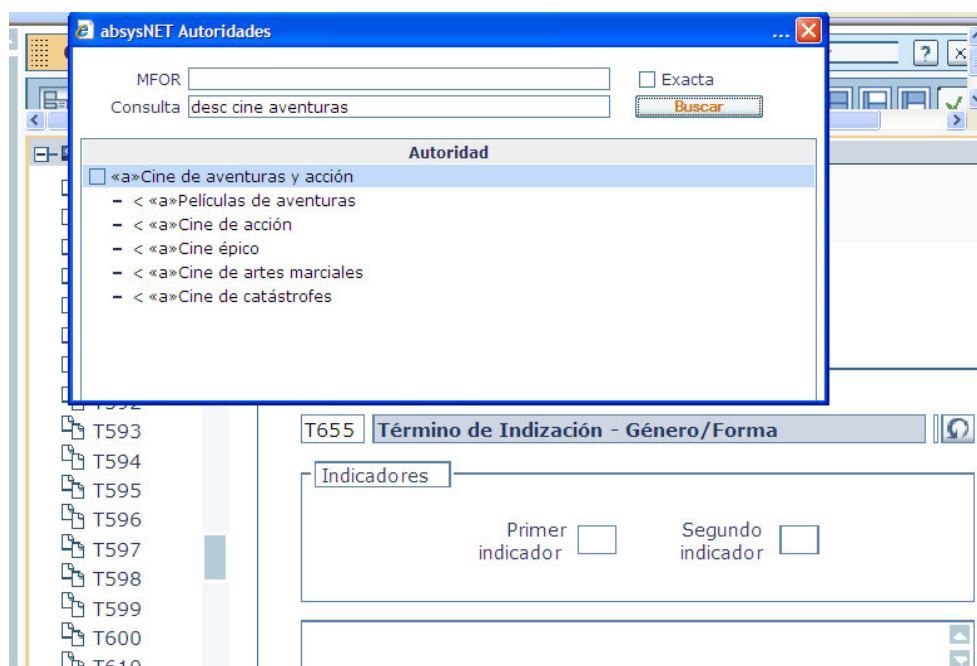 absysNET Autoridades
...
MFOR
Exacta
Consulta desc cine aventuras
Buscar
Autoridad
«a»Cine de aventuras y acción
– < «a»Películas de aventuras
– < «a»Cine de acción
– < «a»Cine épico
– < «a»Cine de artes marciales
– < «a»Cine de catástrofes
?
T592
T593
T594
T595
T596
T597
T598
T599
T600
T610
T655 Término de Indización - Género/Forma
Indicadores
Primer indicador
Segundo indicador